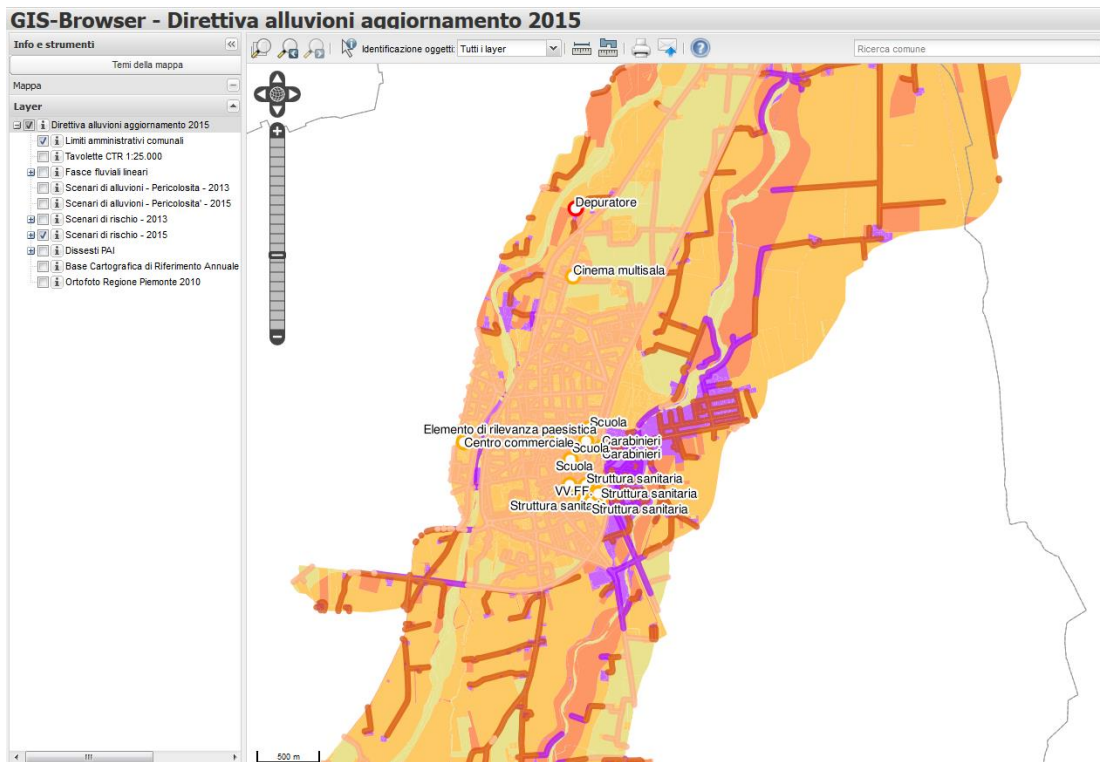 GIS-Browser - Direttiva alluvioni aggiornamento 2015
Info e strumenti
Temi della mappa
Mappa
Layer
Direttiva alluvioni aggiornamento 2015
Limiti amministrativi comunali
Tavolette CTR 1:25.000
Fasce fluviali lineari
Scenari di alluvioni - Pericolosita - 2013
Scenari di alluvioni - Pericolosita' - 2015
Scenari di rischio - 2013
Scenari di rischio - 2015
Dissesti PAI
Base Cartografica di Riferimento Annuale
Ortofoto Regione Piemonte 2010
Identificazione oggetti: Tutti i layer
Ricerca comune
Depuratore
Cinema multisala
Scuola
Elemento di rilevanza paesistica
Centro commerciale
Carabinieri
Scuola
Carabinieri
Scuola
Struttura sanitaria
VV.FF.
Struttura sanitaria
Struttura sanita
Struttura sanitaria
500 m